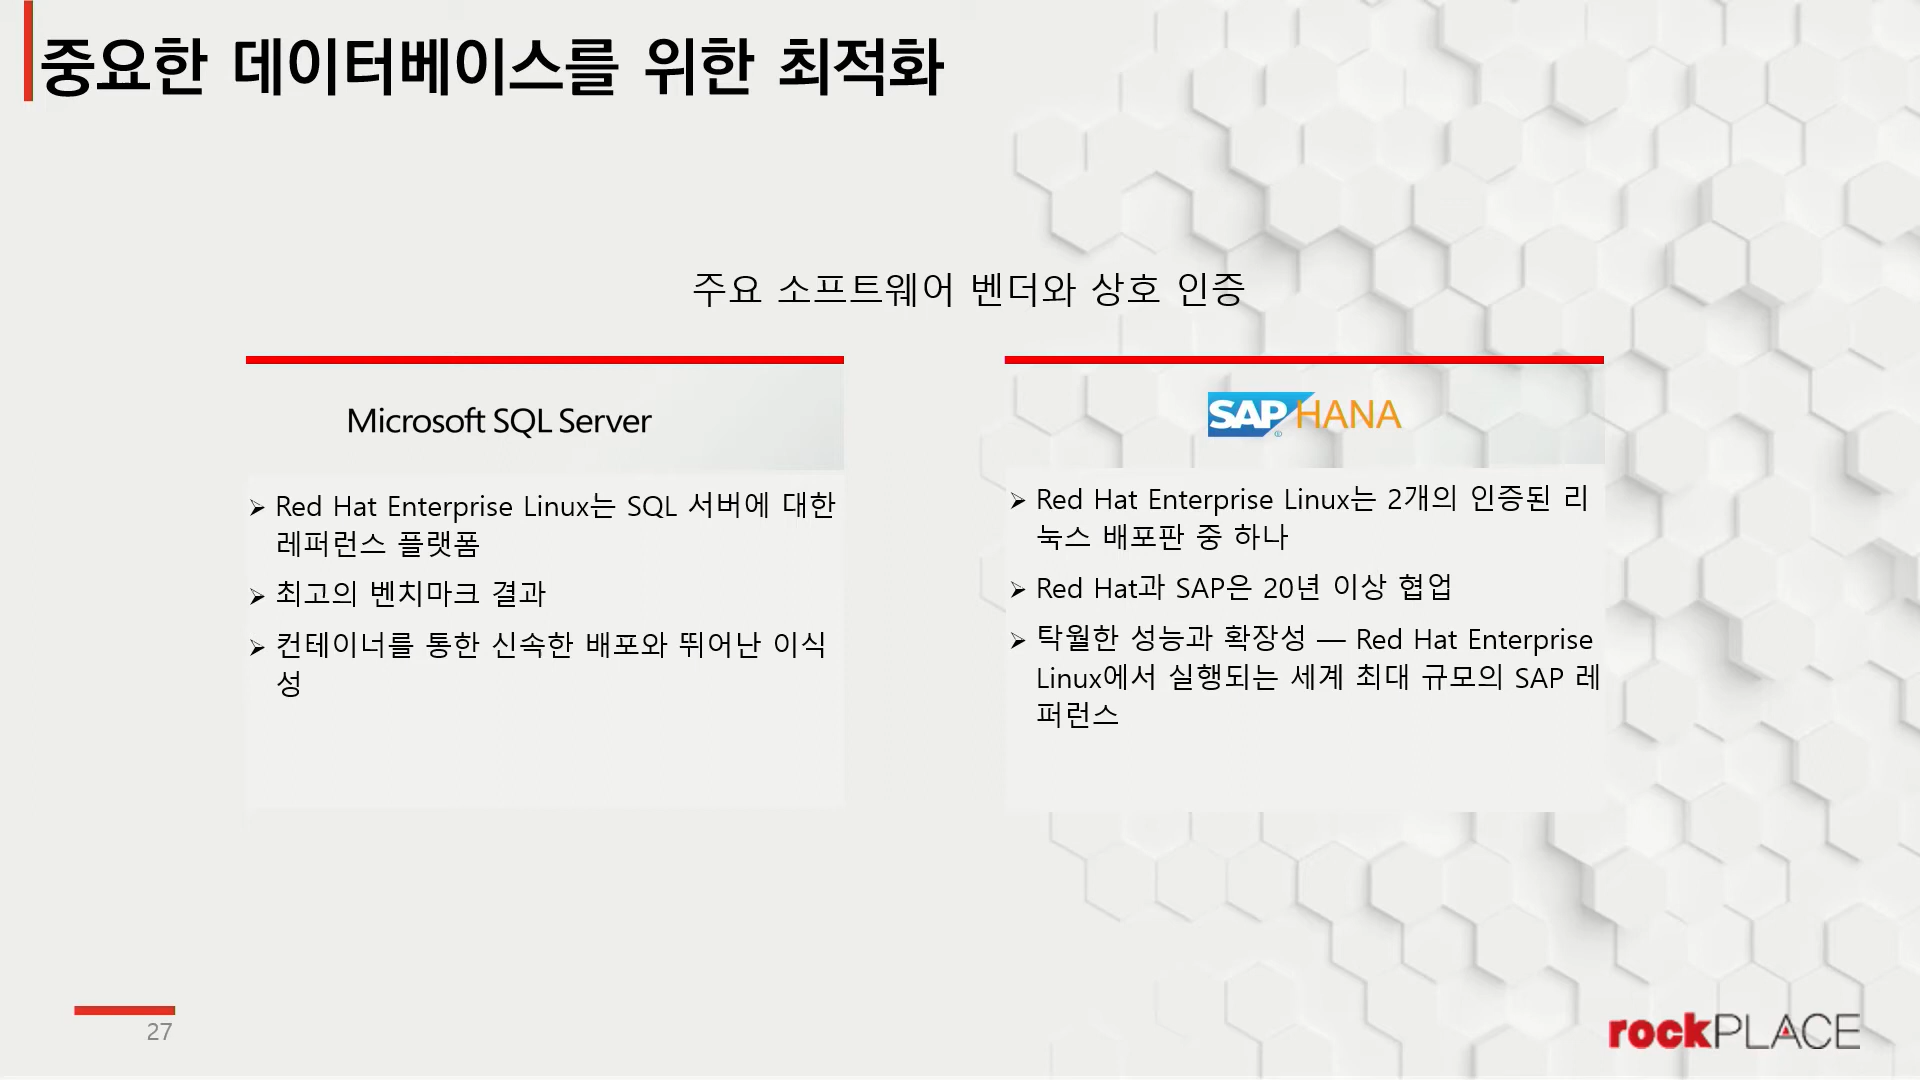 중요한 데이터베이스를 위한 최적화
주요 소프트웨어 벤더와 상호 인증
Microsoft SQL Server
➢ Red Hat Enterprise Linux는 SQL 서버에 대한
레퍼런스 플랫폼
➢ 최고의 벤치마크 결과
➢ 컨테이너를 통한 신속한 배포와 뛰어난 이식
성
SAP® HANA
➢ Red Hat Enterprise Linux는 2개의 인증된 리
눅스 배포판 중 하나
➢ Red Hat과 SAP은 20년 이상 협업
➢ 탁월한 성능과 확장성 — Red Hat Enterprise
Linux에서 실행되는 세계 최대 규모의 SAP 레
퍼런스
27
rockPLACE